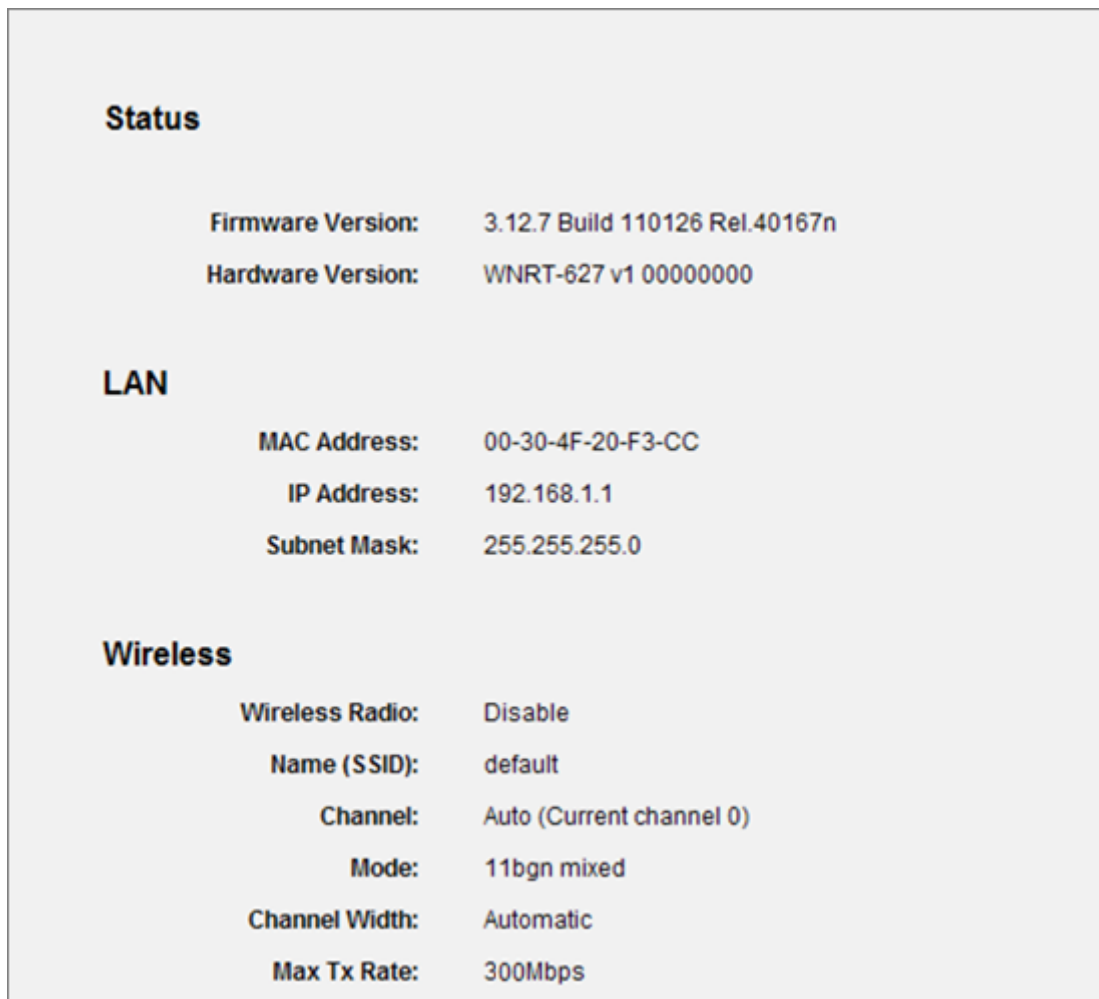 Status
Firmware Version: 3.12.7 Build 110126 Rel.40167n
Hardware Version: WNRT-627 v1 00000000
LAN
MAC Address: 00-30-4F-20-F3-CC
IP Address: 192.168.1.1
Subnet Mask: 255.255.255.0
Wireless
Wireless Radio: Disable
Name (SSID): default
Channel: Auto (Current channel 0)
Mode: 11bgn mixed
Channel Width: Automatic
Max Tx Rate: 300Mbps